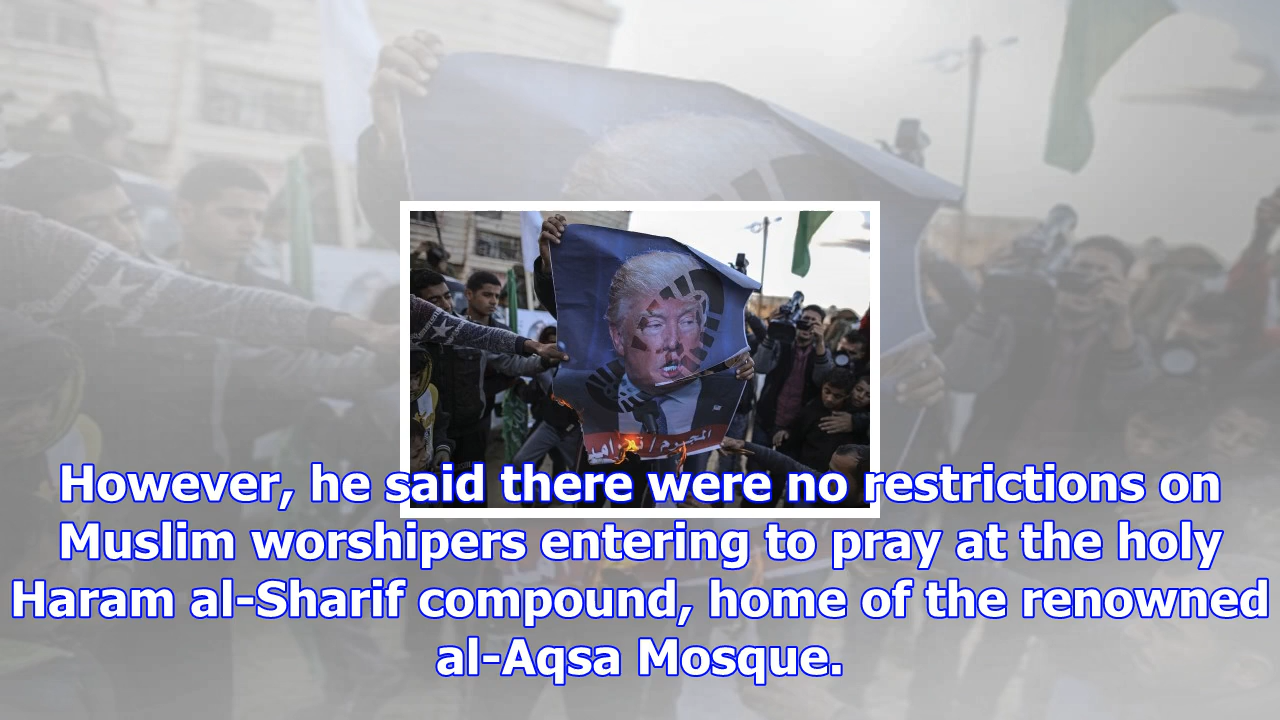 المجرم /
However, he said there were no restrictions on
Muslim worshipers entering to pray at the holy
Haram al-Sharif compound, home of the renowned
al-Aqsa Mosque.